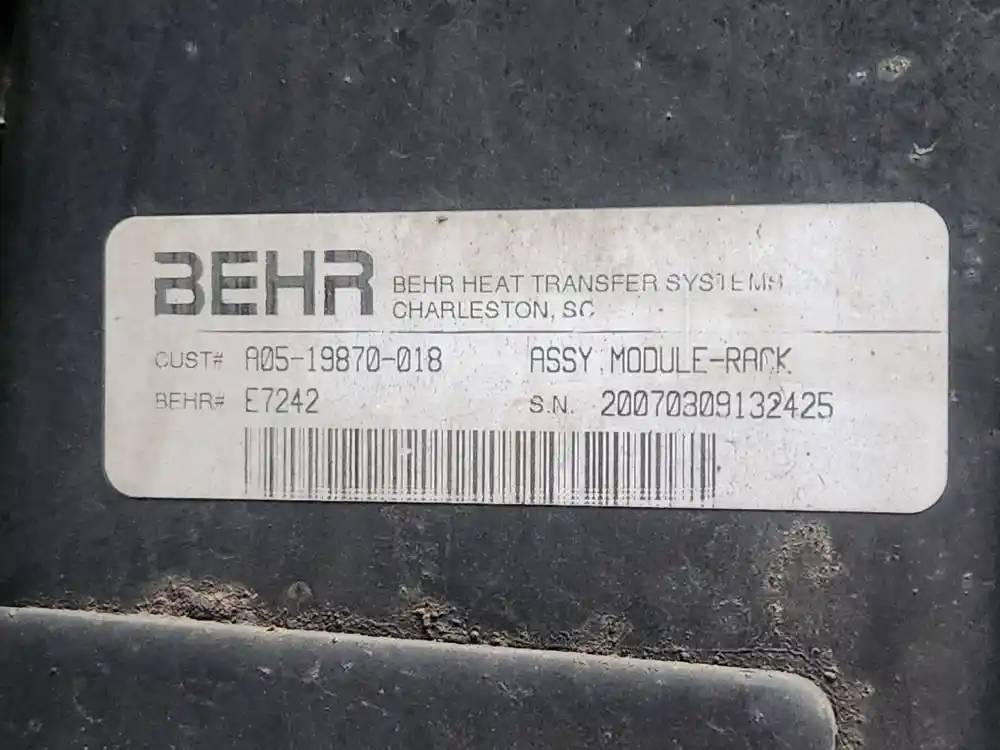 BEHR
BEHR HEAT TRANSFER SYSTEMS
CHARLESTON, SC
CUST# A05-19870-018 ASSY,MODULE-RACK
BEHR# E7242 S.N. 20070309132425